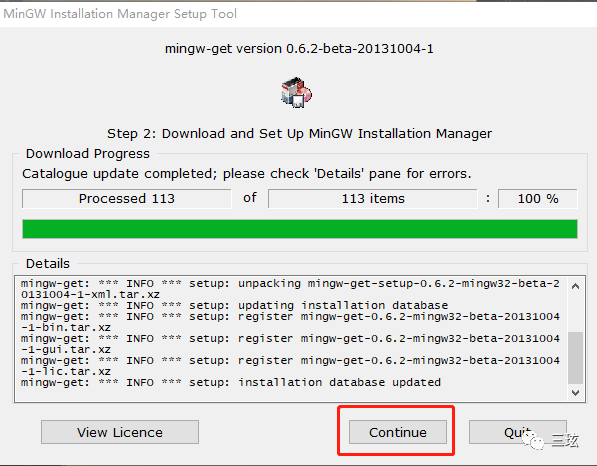 MinGW Installation Manager Setup Tool
mingw-get version 0.6.2-beta-20131004-1
Step 2: Download and Set Up MinGW Installation Manager
Download Progress
Catalogue update completed; please check 'Details' pane for errors.
Processed 113 of 113 items : 100 %
Details
mingw-get: *** INFO *** setup: unpacking mingw-get-setup-0.6.2-mingw32-beta-2
0131004-1-xml.tar.xz
mingw-get: *** INFO *** setup: updating installation database
mingw-get: *** INFO *** setup: register mingw-get-0.6.2-mingw32-beta-20131004
-1-bin.tar.xz
mingw-get: *** INFO *** setup: register mingw-get-0.6.2-mingw32-beta-20131004
-1-gui.tar.xz
mingw-get: *** INFO *** setup: register mingw-get-0.6.2-mingw32-beta-20131004
-1-lic.tar.xz
mingw-get: *** INFO *** setup: installation database updated
View Licence Continue Quit 三玹